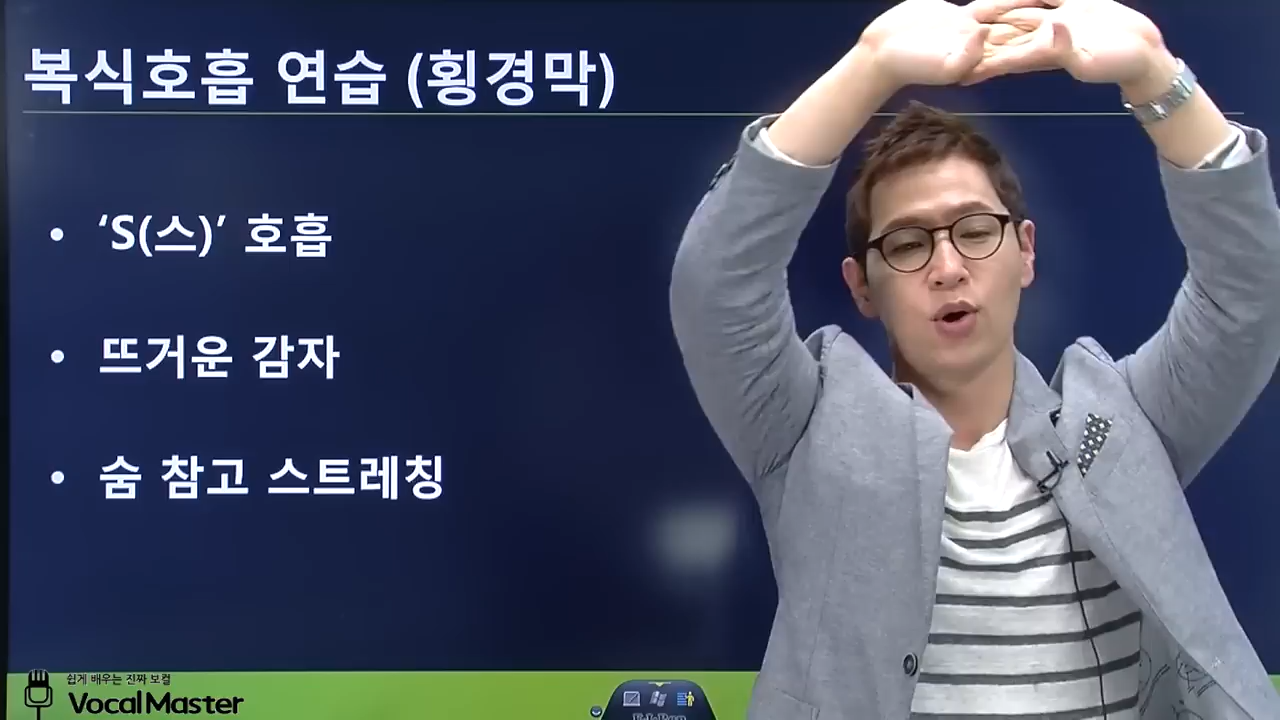 복식호흡 연습 (횡경막)
• ‘S(스)’ 호흡
• 뜨거운 감자
• 숨 참고 스트레칭
쉽게 배우는 진짜 보컬
VocalMaster